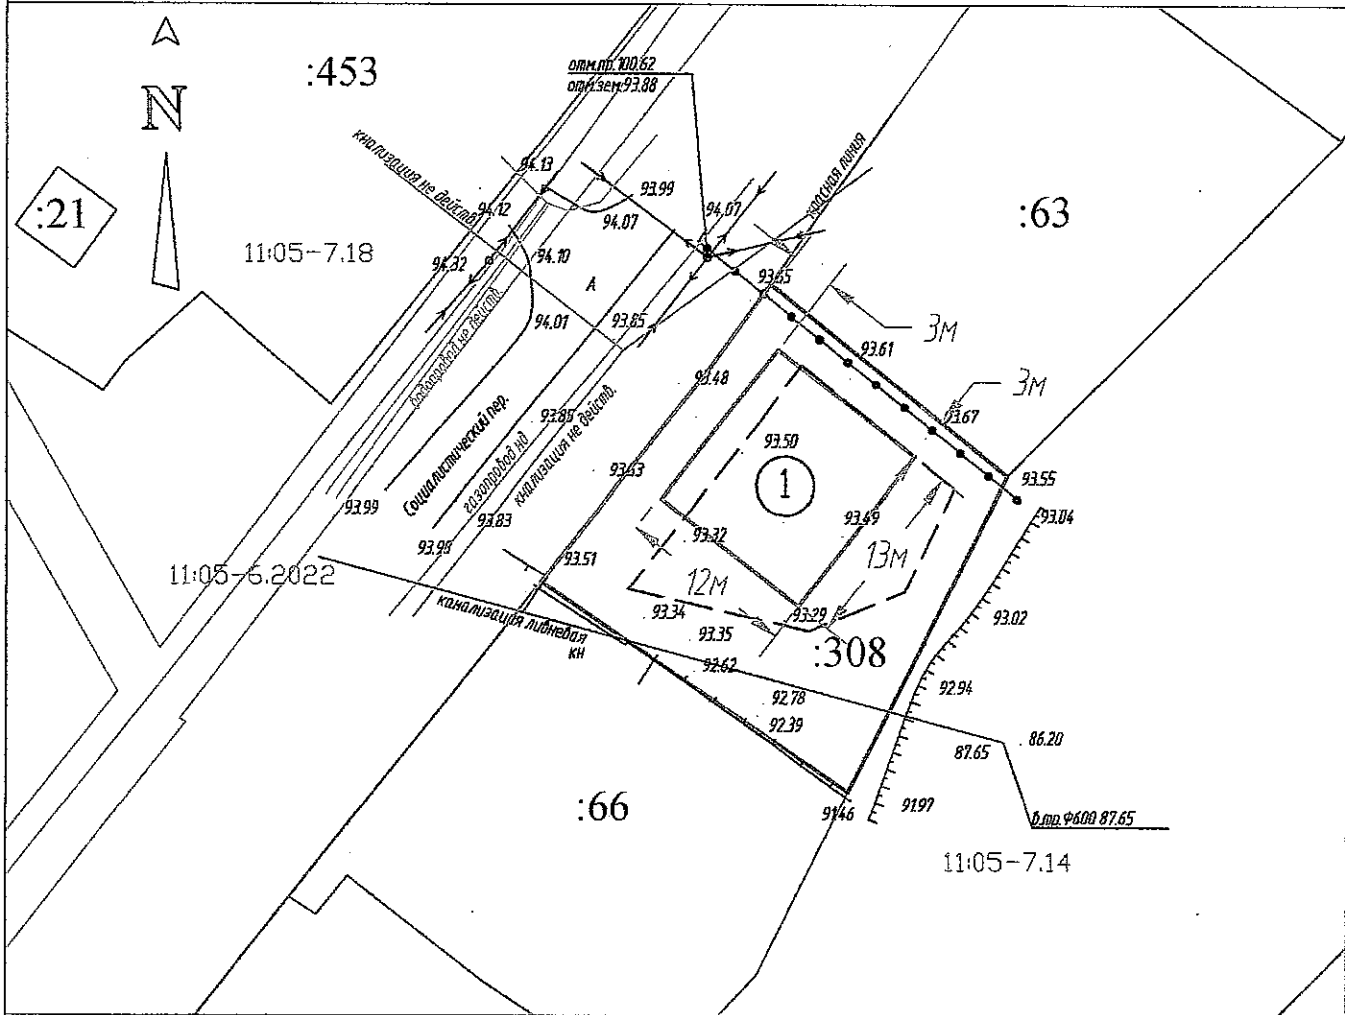 :453
отм.пр.100.62
отм.зем.93.88
N
кнализация не действ.
94.13
красная линия
93.99
94.12
94.07
94.07
:21
:63
11:05-7.18
94.32
94.10
93.65
А
94.01
93.85
3м
93.61
водопровод не действ.
93.48
3м
93.67
Социалистический пер.
93.85
93.50
газопровод нд
кнализация не действ.
93.63
1
93.55
93.99
93.83
93.49
93.04
93.32
93.98
93.51
13м
11:05-6.2022
12м
канализация ливневая
кн
93.34
93.29
93.02
93.35
:308
92.62
92.94
92.78
92.39
86.20
87.65
:66
91.46
91.97
в.тр.Ф600 87.65
11:05-7.14